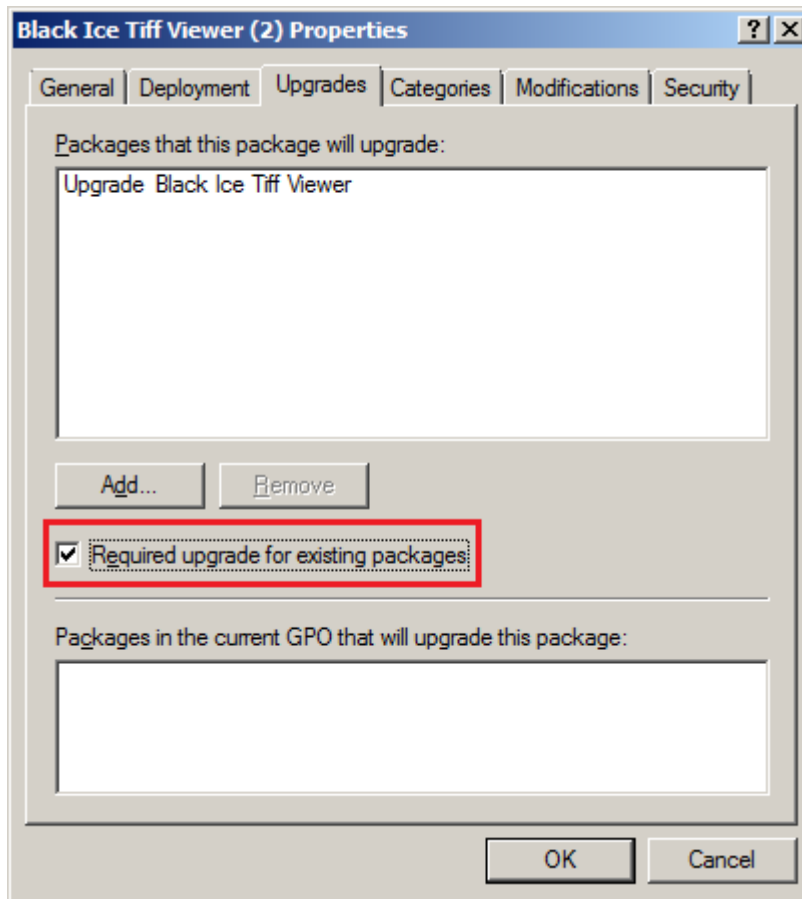 Black Ice Tiff Viewer (2) Properties
General Deployment Upgrades Categories Modifications Security
Packages that this package will upgrade:
Upgrade Black Ice Tiff Viewer
Add... Remove
Required upgrade for existing packages
Packages in the current GPO that will upgrade this package:
OK Cancel